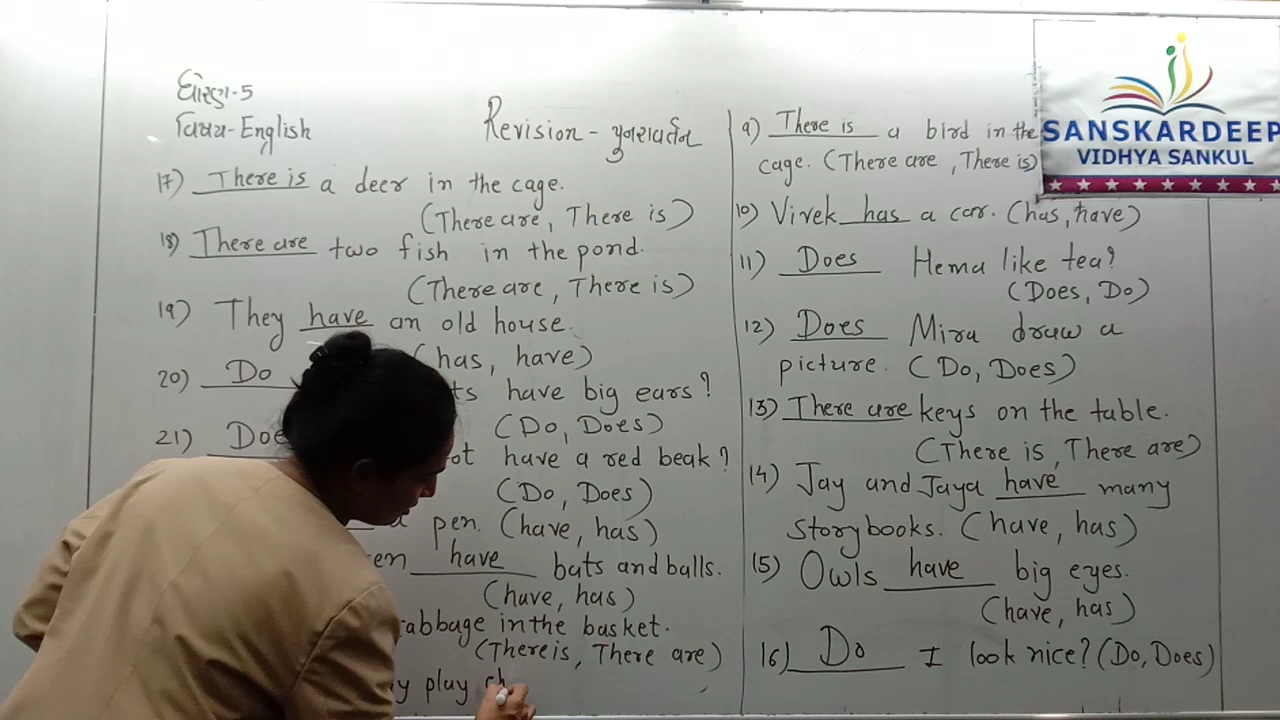 ધોરણ-5
વિષય-English
Revision - પુનરાવર્તન
17) There is a deer in the cage.
(There are, There is)
18) There are two fish in the pond.
(There are, There is)
19) They have an old house.
(has, have)
20) Do ts have big ears?
(Do, Does)
21) Doe ot have a red beak?
(Do, Does)
pen. (have, has)
en have bats and balls.
(have, has)
abbage in the basket.
(There is, There are)
y play ch
9) There is a bird in the
cage. (There are, There is)
10) Vivek has a car. (has, have)
11) Does Hema like tea?
(Does, Do)
12) Does Mira draw a
picture. (Do, Does)
13) There are keys on the table.
(There is, There are)
14) Jay and Jaya have many
storybooks. (have, has)
15) Owls have big eyes.
(have, has)
16) Do I look nice? (Do, Does)
SANSKARDEEP
VIDHYA SANKUL